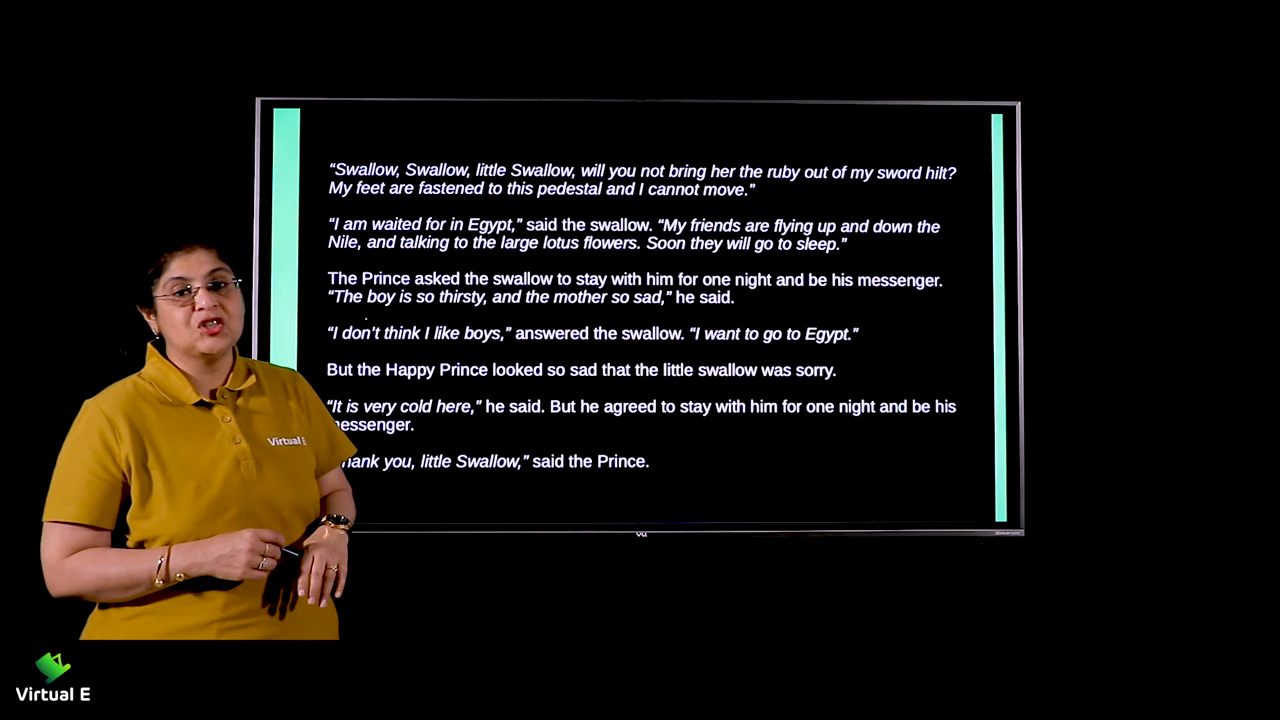 “Swallow, Swallow, little Swallow, will you not bring her the ruby out of my sword hilt?
My feet are fastened to this pedestal and I cannot move.”
“I am waited for in Egypt,” said the swallow. “My friends are flying up and down the
Nile, and talking to the large lotus flowers. Soon they will go to sleep.”
The Prince asked the swallow to stay with him for one night and be his messenger.
“The boy is so thirsty, and the mother so sad,” he said.
“I don’t think I like boys,” answered the swallow. “I want to go to Egypt.”
But the Happy Prince looked so sad that the little swallow was sorry.
“It is very cold here,” he said. But he agreed to stay with him for one night and be his
messenger.
hank you, little Swallow,” said the Prince.
Virtual E
Virtual E